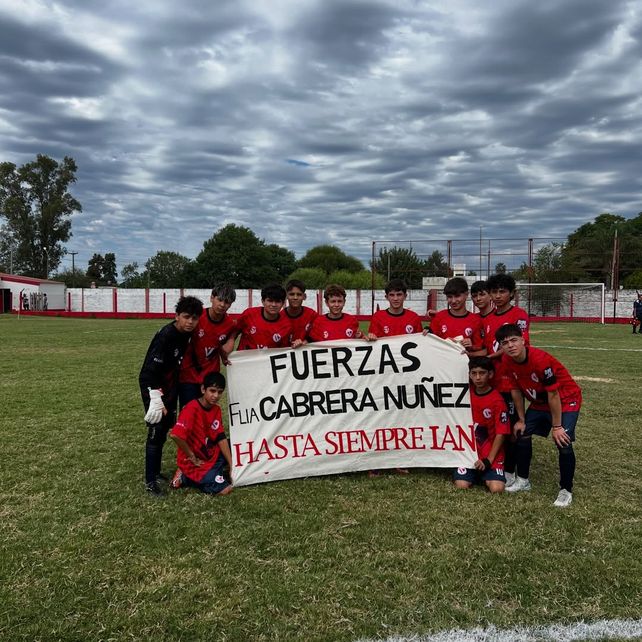 FUERZAS
FLIA CABRERA NUÑEZ
HASTA SIEMPRE IAN